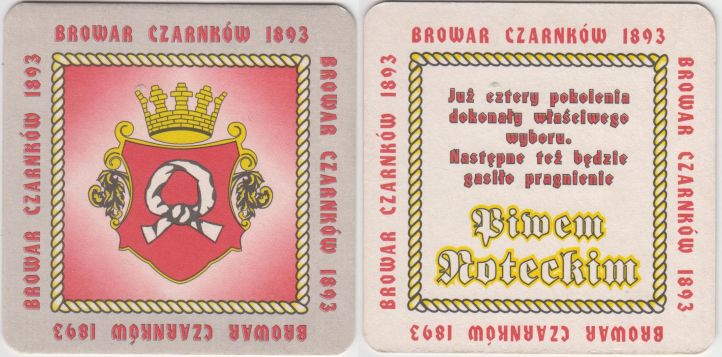 BROWAR CZARNKÓW 1893
BROWAR CZARNKÓW 1893
BROWAR CZARNKÓW 1893
BROWAR CZARNKÓW 1893
BROWAR CZARNKÓW 1893
BROWAR CZARNKÓW 1893
Już cztery pokolenia
dokonały właściwego
wyboru.
Następne też będzie
gasiło pragnienie
Piwem
Noteckim
BROWAR CZARNKÓW 1893
BROWAR CZARNKÓW 1893